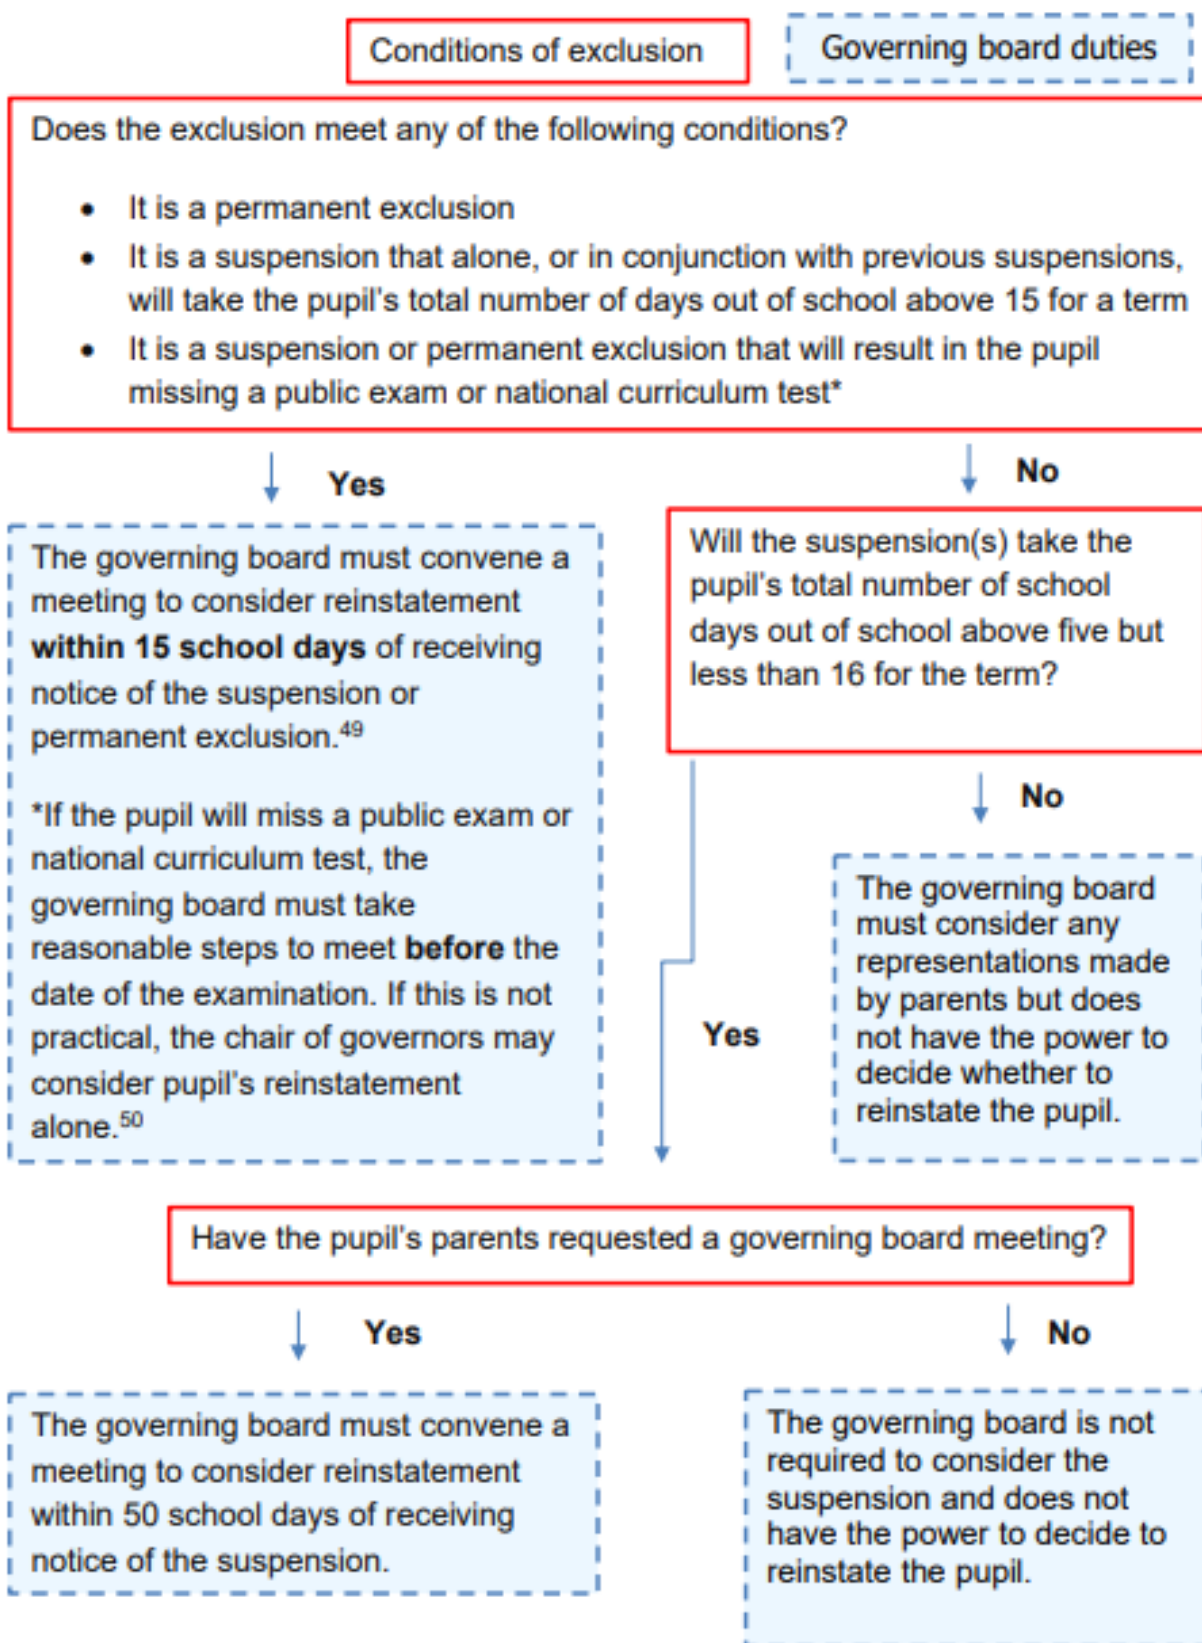 Conditions of exclusion
Governing board duties
Does the exclusion meet any of the following conditions?
• It is a permanent exclusion
• It is a suspension that alone, or in conjunction with previous suspensions,
will take the pupil's total number of days out of school above 15 for a term
• It is a suspension or permanent exclusion that will result in the pupil
missing a public exam or national curriculum test*
Yes
No
The governing board must convene a
meeting to consider reinstatement
within 15 school days of receiving
notice of the suspension or
permanent exclusion.49
*If the pupil will miss a public exam or
national curriculum test, the
governing board must take
reasonable steps to meet before the
date of the examination. If this is not
practical, the chair of governors may
consider pupil's reinstatement
alone.50
Will the suspension(s) take the
pupil's total number of school
days out of school above five but
less than 16 for the term?
No
Yes
The governing board
must consider any
representations made
by parents but does
not have the power to
decide whether to
reinstate the pupil.
Have the pupil's parents requested a governing board meeting?
Yes
No
The governing board must convene a
meeting to consider reinstatement
within 50 school days of receiving
notice of the suspension.
The governing board is not
required to consider the
suspension and does not
have the power to decide to
reinstate the pupil.